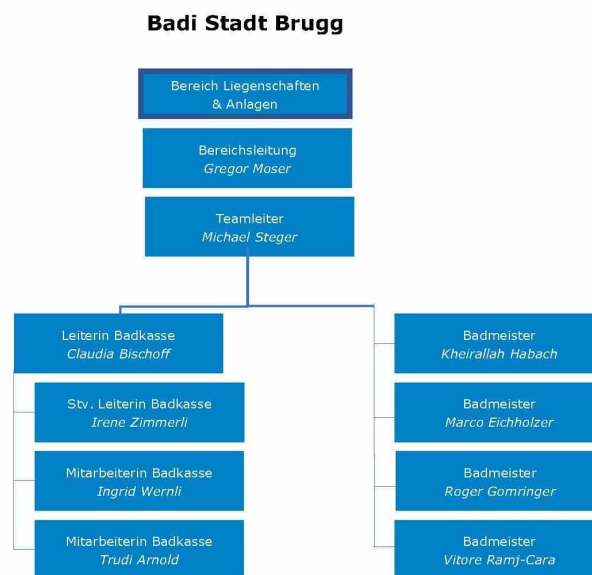 Badi Stadt Brugg
Bereich Liegenschaften
& Anlagen
Bereichsleitung
Gregor Moser
Teamleiter
Michael Steger
Leiterin Badkasse
Claudia Bischoff
Stv. Leiterin Badkasse
Irene Zimmerli
Mitarbeiterin Badkasse
Ingrid Wernli
Mitarbeiterin Badkasse
Trudi Arnold
Badmeister
Kheirallah Habach
Badmeister
Marco Eichholzer
Badmeister
Roger Gomringer
Badmeister
Vitore Ramj-Cara